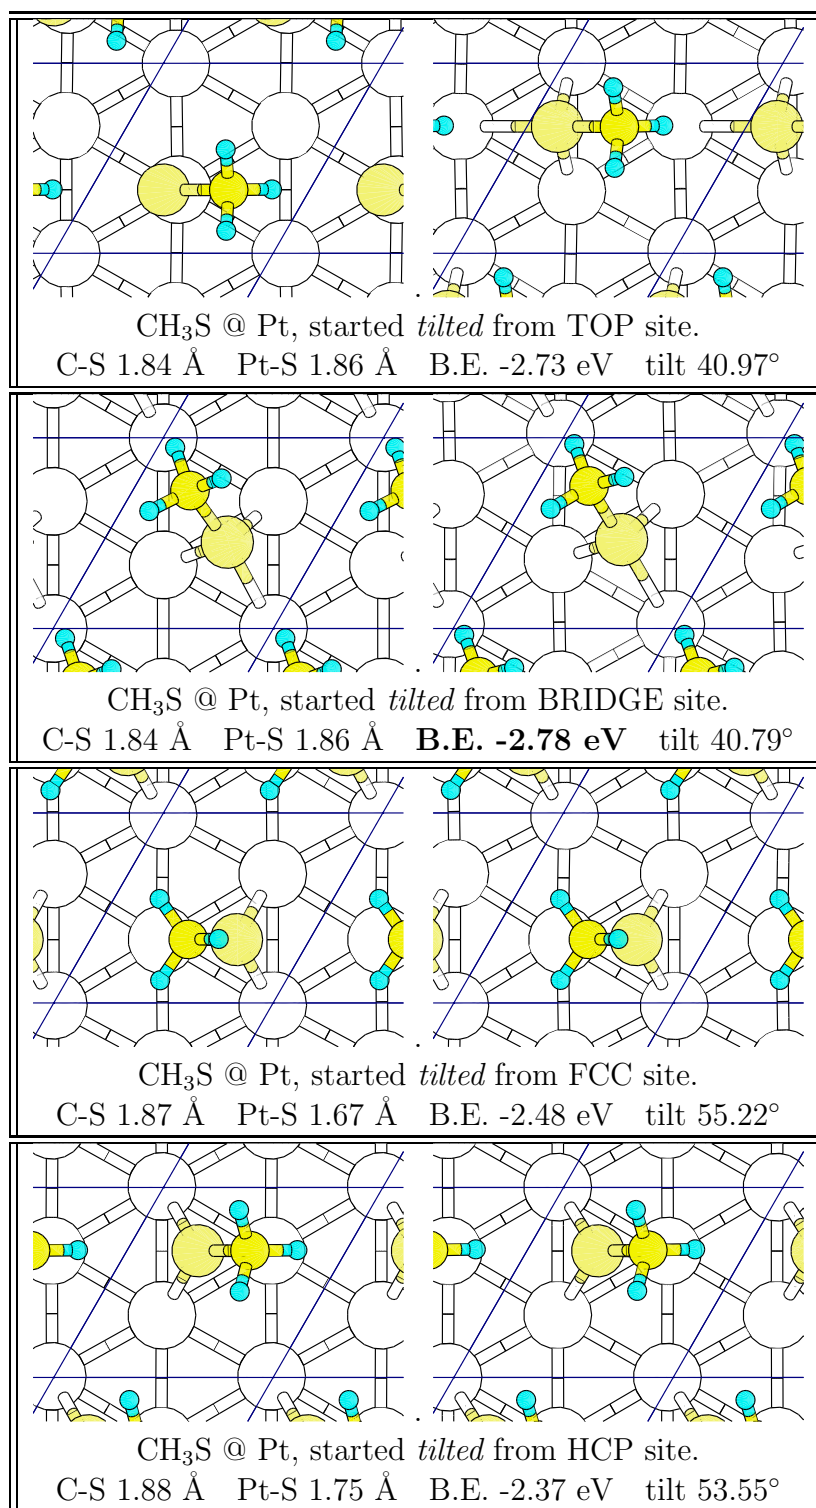 CH₃S @ Pt, started tilted from TOP site.
C-S 1.84 Å Pt-S 1.86 Å B.E. -2.73 eV tilt 40.97°
CH₃S @ Pt, started tilted from BRIDGE site.
C-S 1.84 Å Pt-S 1.86 Å B.E. -2.78 eV tilt 40.79°
CH₃S @ Pt, started tilted from FCC site.
C-S 1.87 Å Pt-S 1.67 Å B.E. -2.48 eV tilt 55.22°
CH₃S @ Pt, started tilted from HCP site.
C-S 1.88 Å Pt-S 1.75 Å B.E. -2.37 eV tilt 53.55°